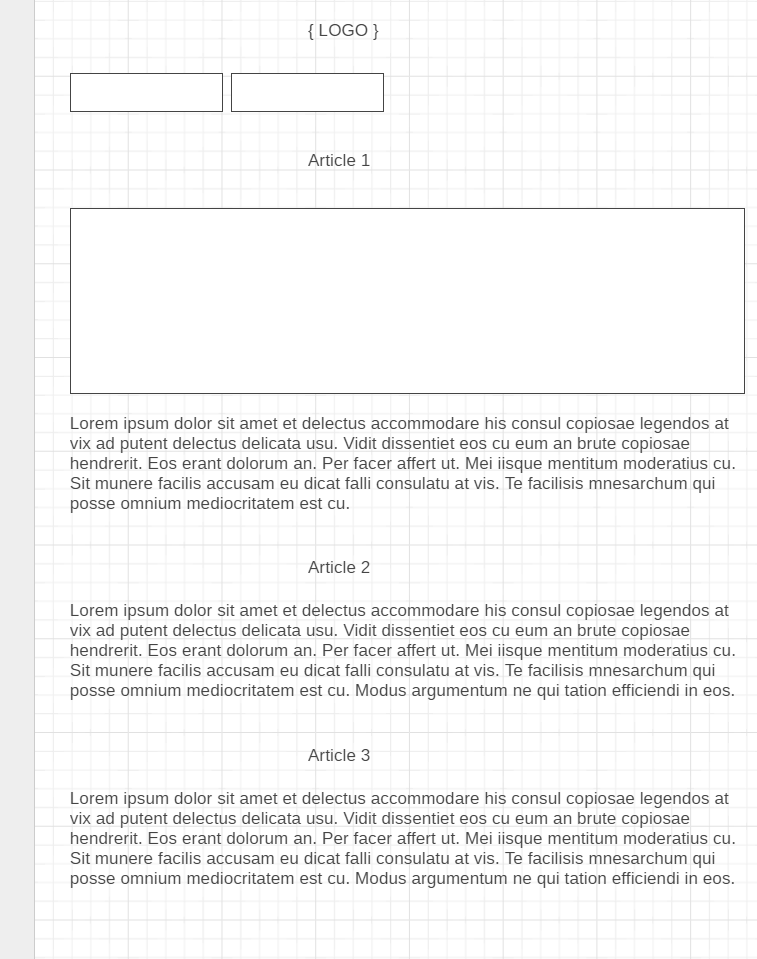 { LOGO }
Article 1
Lorem ipsum dolor sit amet et delectus accommodare his consul copiosae legendos at
vix ad putent delectus delicata usu. Vidit dissentiet eos cu eum an brute copiosae
hendrerit. Eos erant dolorum an. Per facer affert ut. Mei iisque mentitum moderatius cu.
Sit munere facilis accusam eu dicat falli consulatu at vis. Te facilisis mnesarchum qui
posse omnium mediocritatem est cu.
Article 2
Lorem ipsum dolor sit amet et delectus accommodare his consul copiosae legendos at
vix ad putent delectus delicata usu. Vidit dissentiet eos cu eum an brute copiosae
hendrerit. Eos erant dolorum an. Per facer affert ut. Mei iisque mentitum moderatius cu.
Sit munere facilis accusam eu dicat falli consulatu at vis. Te facilisis mnesarchum qui
posse omnium mediocritatem est cu. Modus argumentum ne qui tation efficiendi in eos.
Article 3
Lorem ipsum dolor sit amet et delectus accommodare his consul copiosae legendos at
vix ad putent delectus delicata usu. Vidit dissentiet eos cu eum an brute copiosae
hendrerit. Eos erant dolorum an. Per facer affert ut. Mei iisque mentitum moderatius cu.
Sit munere facilis accusam eu dicat falli consulatu at vis. Te facilisis mnesarchum qui
posse omnium mediocritatem est cu. Modus argumentum ne qui tation efficiendi in eos.